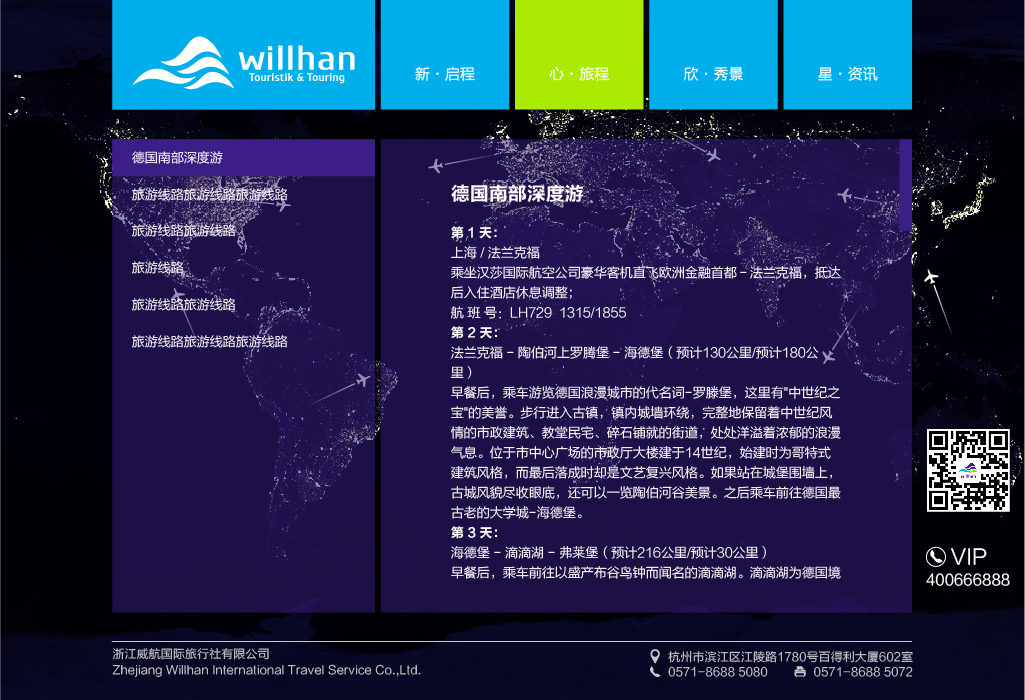 willhan
Touristik & Touring
新·启程
心·旅程
欣·秀景
星·资讯
德国南部深度游
旅游线路旅游线路旅游线路
旅游线路旅游线路
旅游线路
旅游线路旅游线路
旅游线路旅游线路旅游线路
德国南部深度游
第 1 天：
上海 / 法兰克福
乘坐汉莎国际航空公司豪华客机直飞欧洲金融首都－法兰克福，抵达
后入住酒店休息调整；
航 班 号：LH729 1315/1855
第 2 天：
法兰克福 – 陶伯河上罗腾堡 – 海德堡（预计130公里/预计180公
里）
早餐后，乘车游览德国浪漫城市的代名词–罗滕堡，这里有"中世纪之
宝"的美誉。步行进入古镇，镇内城墙环绕，完整地保留着中世纪风
情的市政建筑、教堂民宅、碎石铺就的街道，处处洋溢着浓郁的浪漫
气息。位于市中心广场的市政厅大楼建于14世纪，始建时为哥特式
建筑风格，而最后落成时却是文艺复兴风格。如果站在城堡围墙上，
古城风貌尽收眼底，还可以一览陶伯河谷美景。之后乘车前往德国最
古老的大学城–海德堡。
第 3 天：
海德堡 – 滴滴湖 – 弗莱堡（预计216公里/预计30公里）
早餐后，乘车前往以盛产布谷鸟钟而闻名的滴滴湖。滴滴湖为德国境
willhan
VIP
400666888
浙江威航国际旅行社有限公司
Zhejiang Willhan International Travel Service Co.,Ltd.
杭州市滨江区江陵路1780号百得利大厦602室
0571-8688 5080 0571-8688 5072